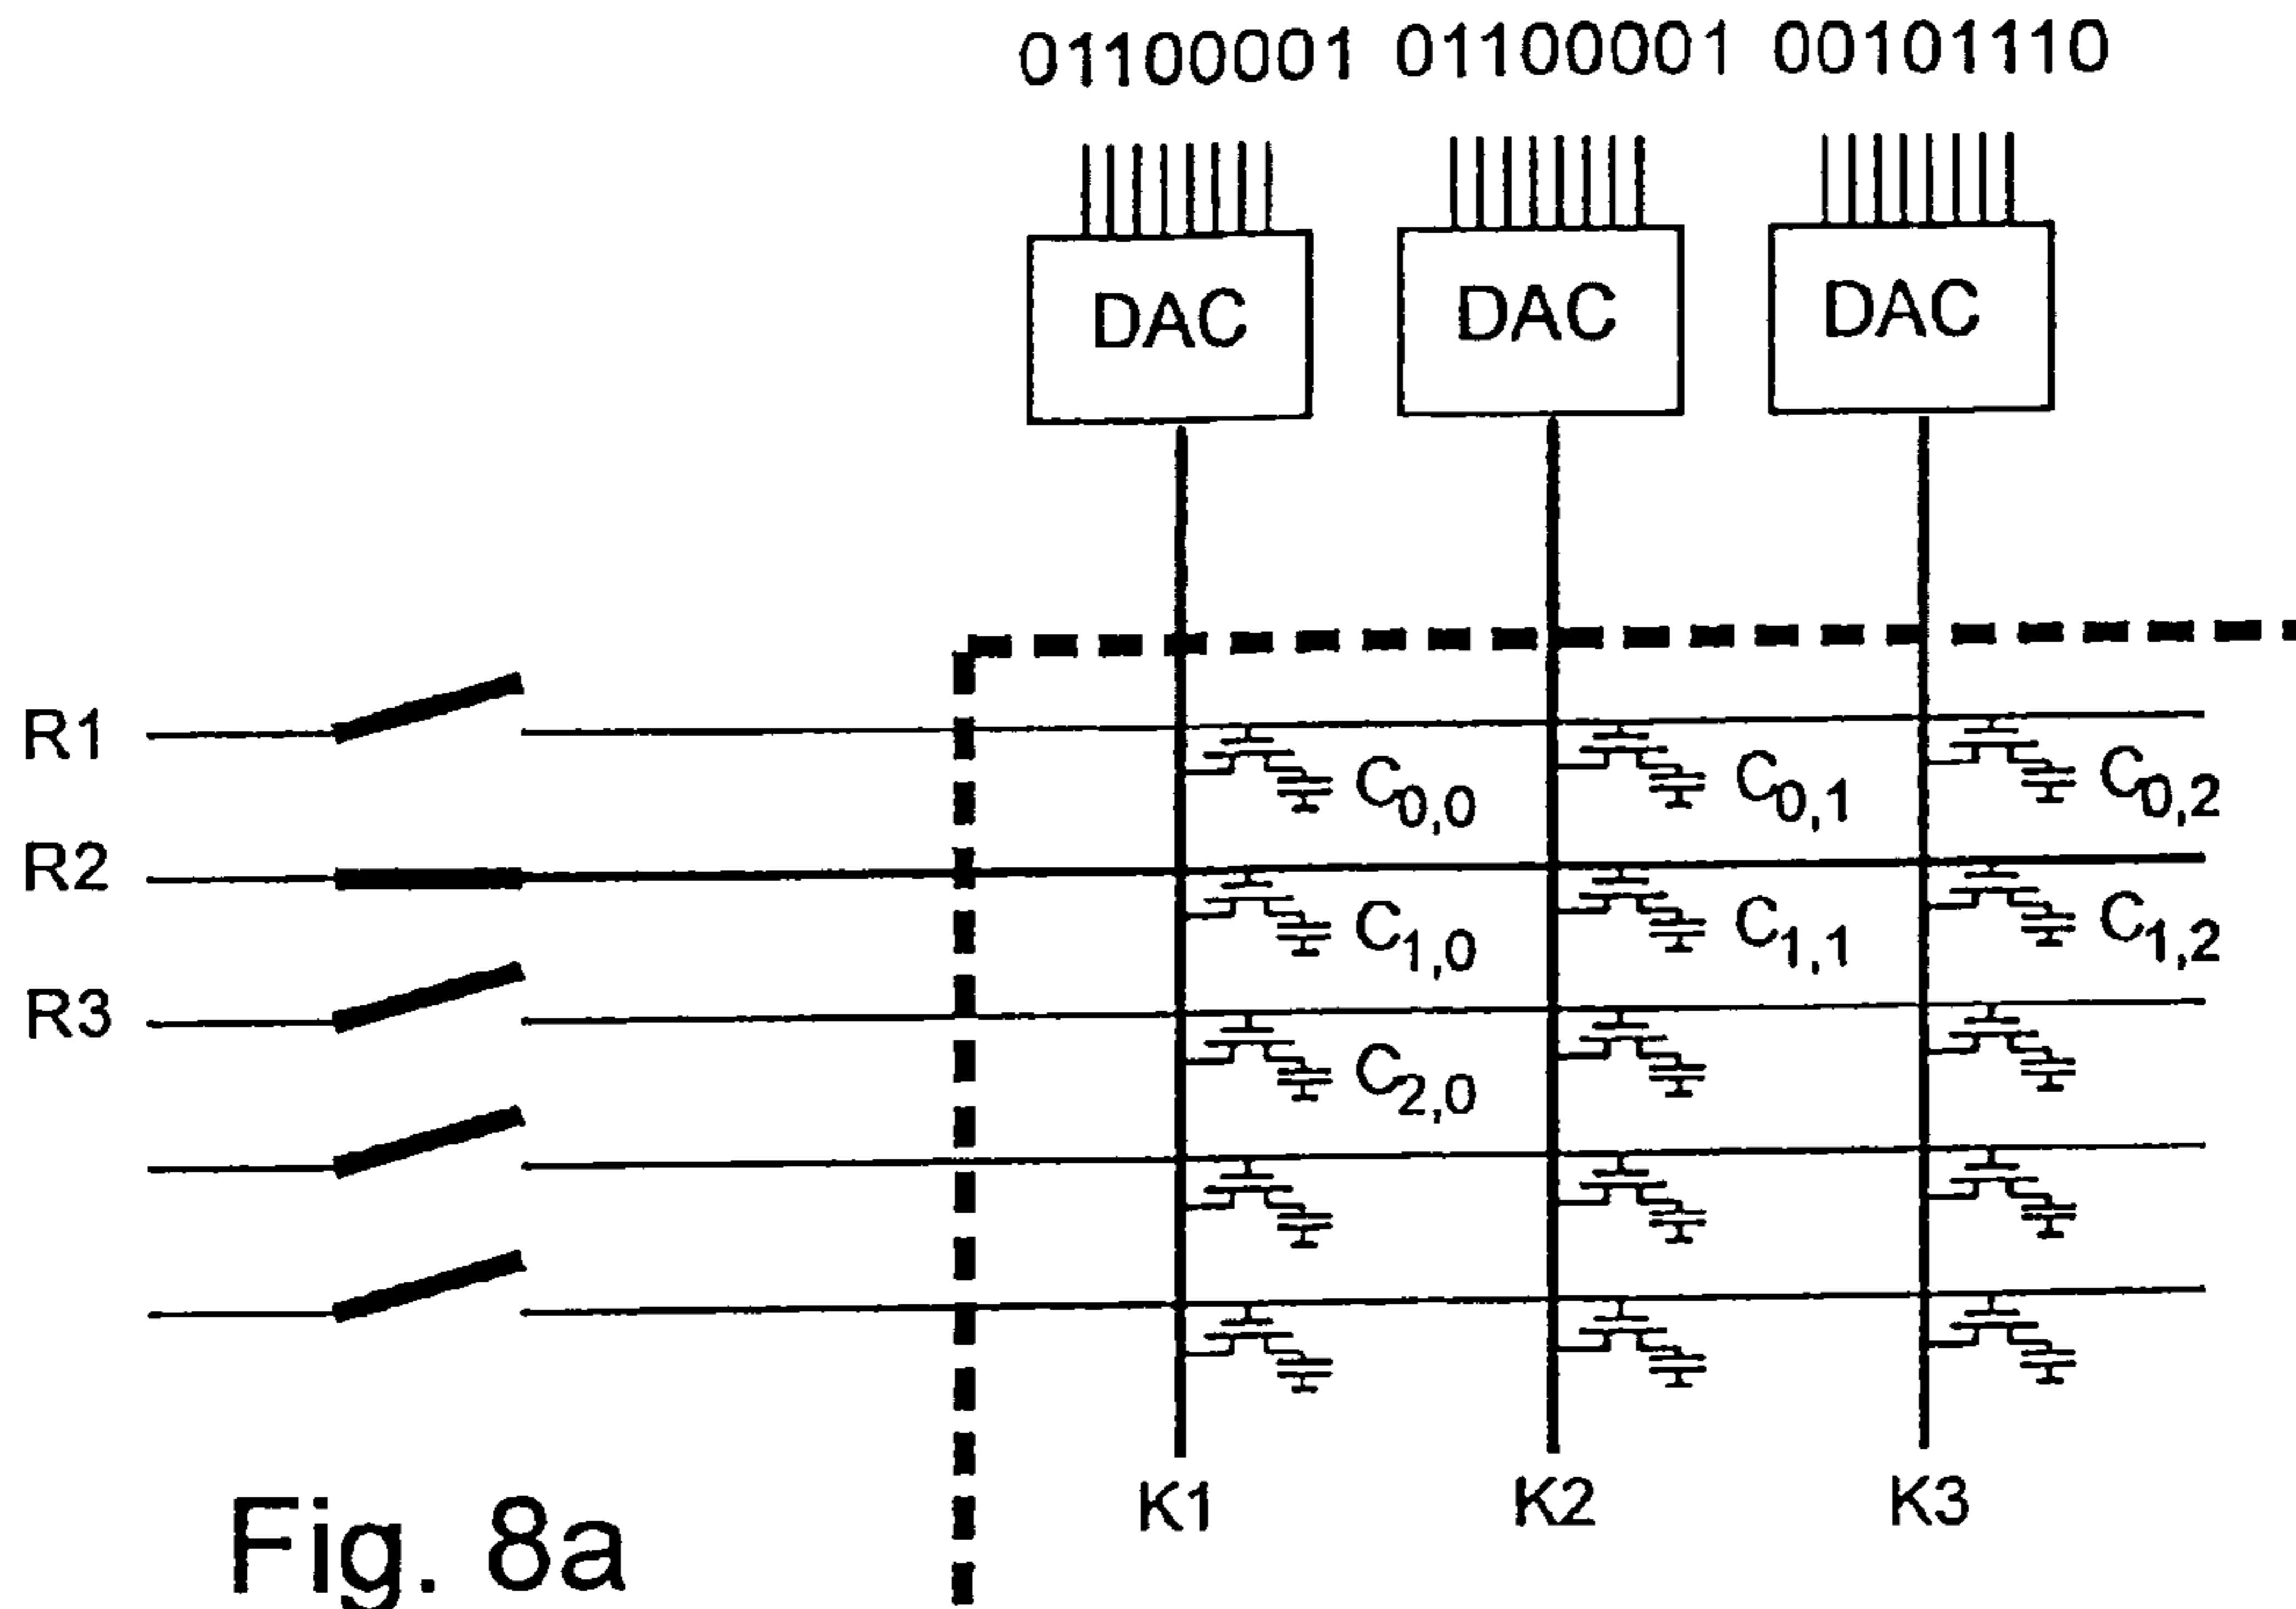 01100001 01100001 00101110
DAC DAC DAC
R1
C0,0 C0,1 C0,2
R2
C1,0 C1,1 C1,2
R3
C2,0
K1 K2 K3
Fig. 8a